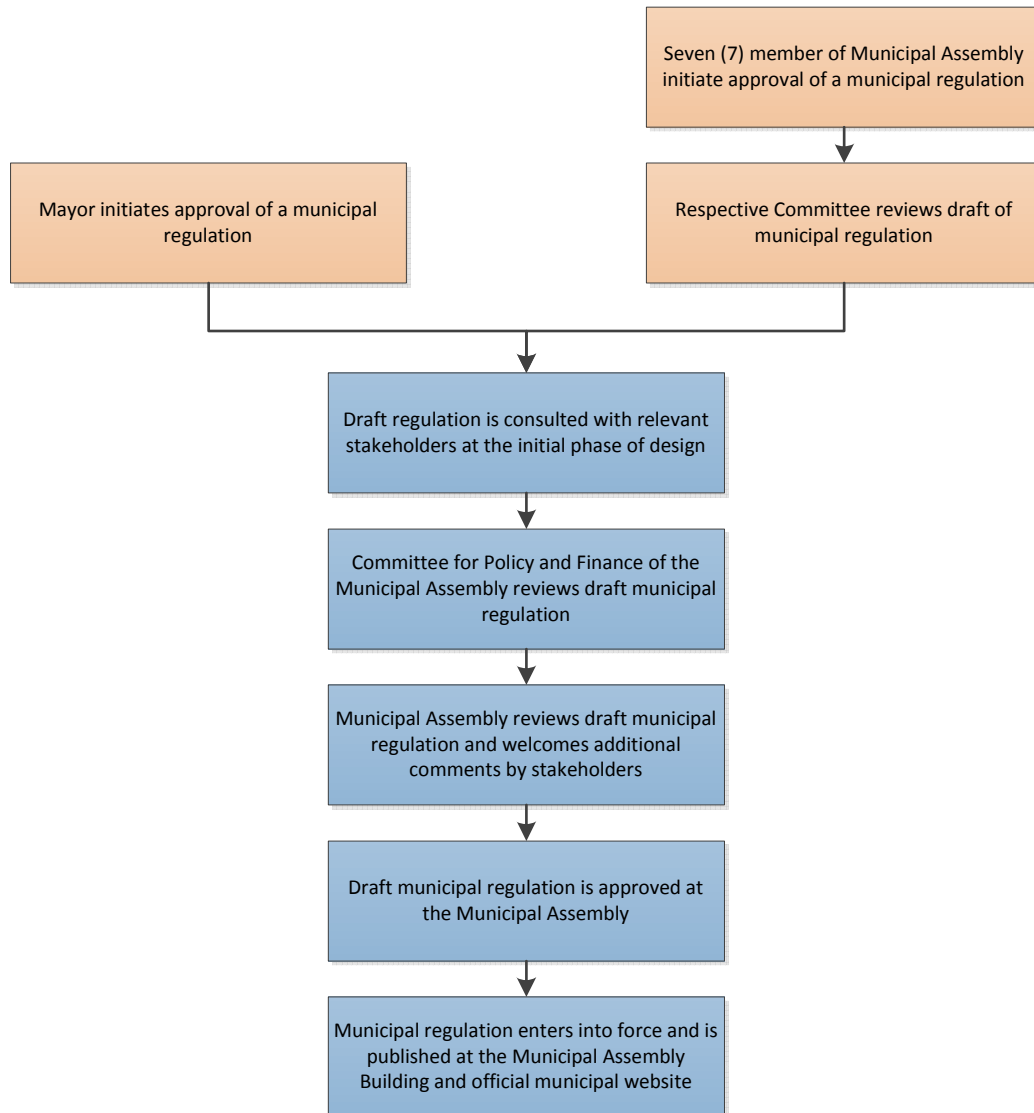 Seven (7) member of Municipal Assembly
initiate approval of a municipal regulation
Mayor initiates approval of a municipal
regulation
Respective Committee reviews draft of
municipal regulation
Draft regulation is consulted with relevant
stakeholders at the initial phase of design
Committee for Policy and Finance of the
Municipal Assembly reviews draft municipal
regulation
Municipal Assembly reviews draft municipal
regulation and welcomes additional
comments by stakeholders
Draft municipal regulation is approved at
the Municipal Assembly
Municipal regulation enters into force and is
published at the Municipal Assembly
Building and official municipal website